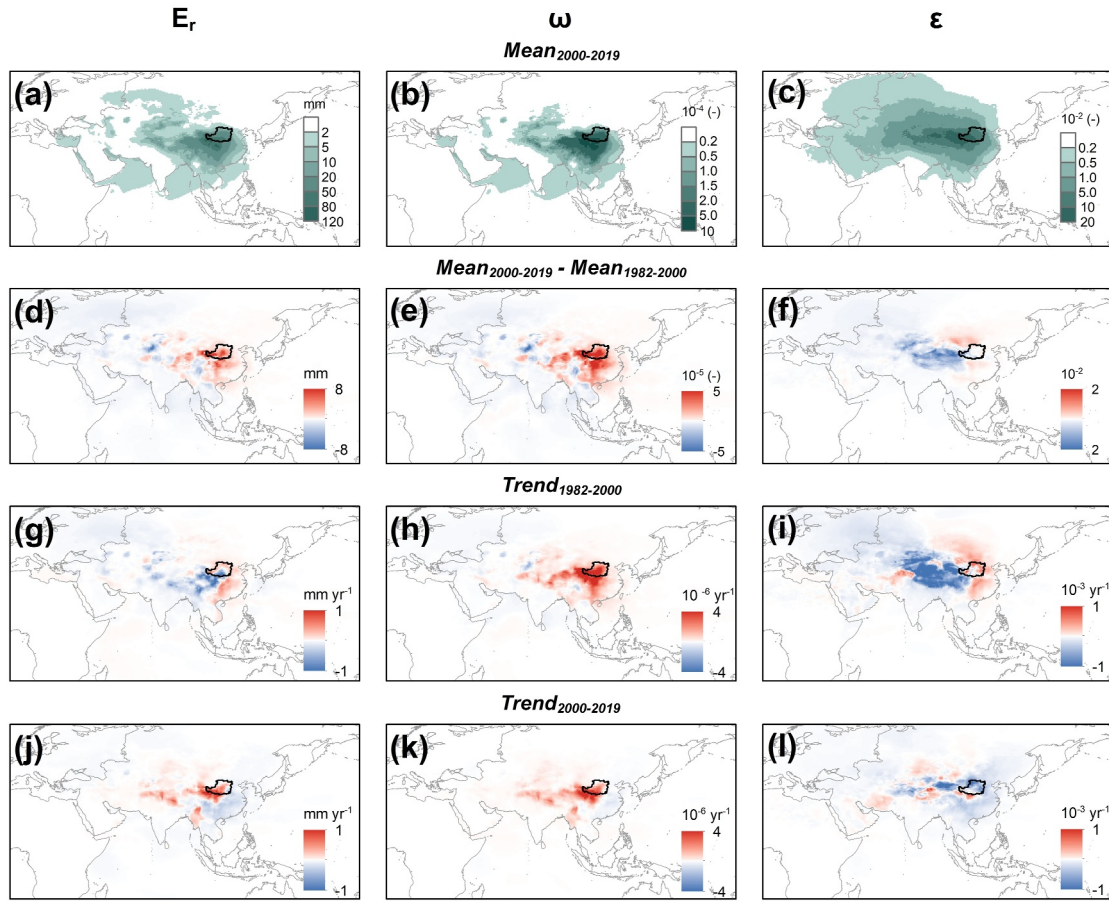 Er ω ε
Mean2000-2019
(a) mm 2 5 10 20 50 80 120
(b) 10-4 (-) 0.2 0.5 1.0 2.0 5.0 10
(c) 10-2 (-) 0.2 0.5 1.0 5.0 10 20
Mean2000-2019 - Mean1982-2000
(d) mm 8 -8
(e) 10-5 (-) 5 -5
(f) 10-2 2 2
Trend1982-2000
(g) mm yr-1 1 -1
(h) 10 -6 yr-1 4 -4
(i) 10-3 yr-1 1 -1
Trend2000-2019
(j) mm yr-1 1 -1
(k) 10-6 yr-1 4 -4
(l) 10-3 yr-1 1 -1